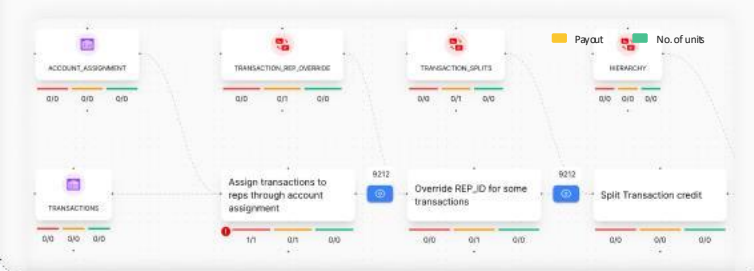 Payout
No. of units
ACCOUNT_ASSIGNMENT
TRANSACTION_REP_OVERRIDE
TRANSACTION_SPLITS
HIERARCHY
0/0 0/0 0/0
0/0 0/1 0/0
0/0 0/1 0/0
0/0 0/0 0/0
TRANSACTIONS
0/0 0/0 0/0
Assign transactions to
reps through account
assignment
1/1 0/1 0/0
9212
Override REP_ID for some
transactions
0/0 0/1 0/0
9212
Split Transaction credit
0/0 0/0 0/0